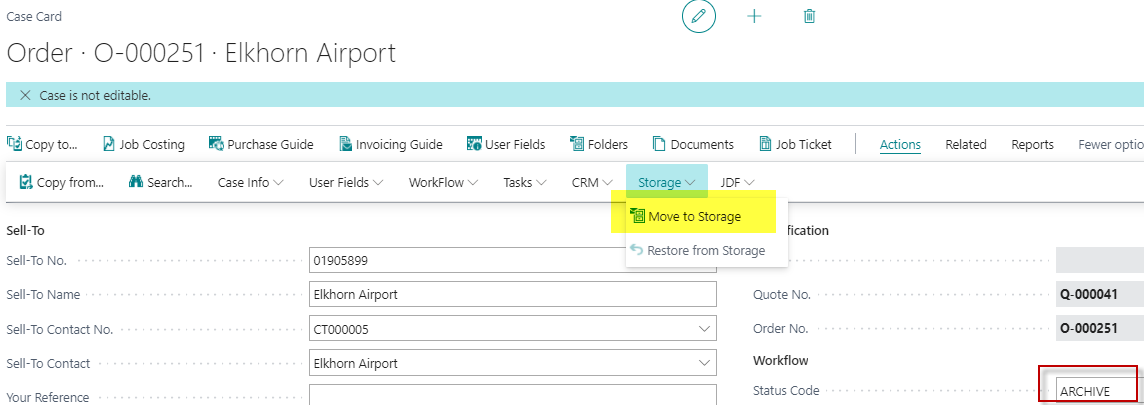 Case Card
Order · O-000251 · Elkhorn Airport
Case is not editable.
Copy to... Job Costing Purchase Guide Invoicing Guide User Fields Folders Documents Job Ticket Actions Related Reports Fewer optio
Copy from... Search... Case Info User Fields WorkFlow Tasks CRM Storage JDF
Move to Storage
Restore from Storage
Sell-To
Sell-To No. 01905899
Sell-To Name Elkhorn Airport
Sell-To Contact No. CT000005
Sell-To Contact Elkhorn Airport
Your Reference
ification
Quote No. Q-000041
Order No. O-000251
Workflow
Status Code ARCHIVE